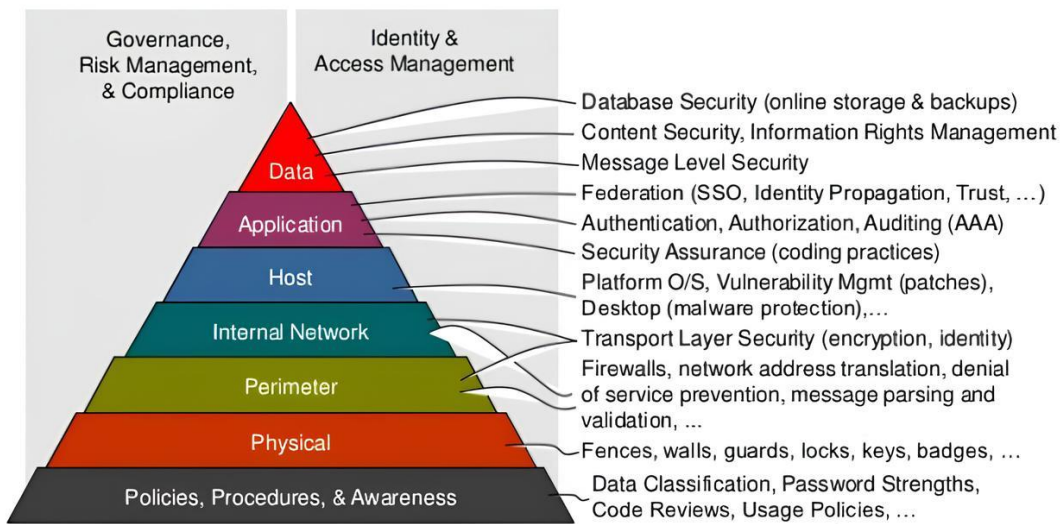 Governance,
Risk Management,
& Compliance
Identity &
Access Management
Data
Application
Host
Internal Network
Perimeter
Physical
Policies, Procedures, & Awareness
Database Security (online storage & backups)
Content Security, Information Rights Management
Message Level Security
Federation (SSO, Identity Propagation, Trust, …)
Authentication, Authorization, Auditing (AAA)
Security Assurance (coding practices)
Platform O/S, Vulnerability Mgmt (patches),
Desktop (malware protection),…
Transport Layer Security (encryption, identity)
Firewalls, network address translation, denial
of service prevention, message parsing and
validation, ...
Fences, walls, guards, locks, keys, badges, …
Data Classification, Password Strengths,
Code Reviews, Usage Policies, …